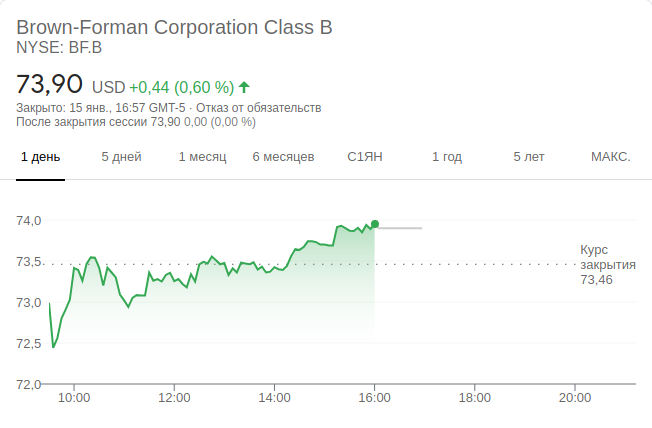 Brown-Forman Corporation Class B
NYSE: BF.B
73,90 USD +0,44 (0,60 %)
Закрыто: 15 янв., 16:57 GMT-5 · Отказ от обязательств
После закрытия сессии 73,90 0,00 (0,00 %)
1 день 5 дней 1 месяц 6 месяцев С1ЯН 1 год 5 лет МАКС.
74,0
73,5
73,0
72,5
72,0
Курс
закрытия
73,46
10:00 12:00 14:00 16:00 18:00 20:00